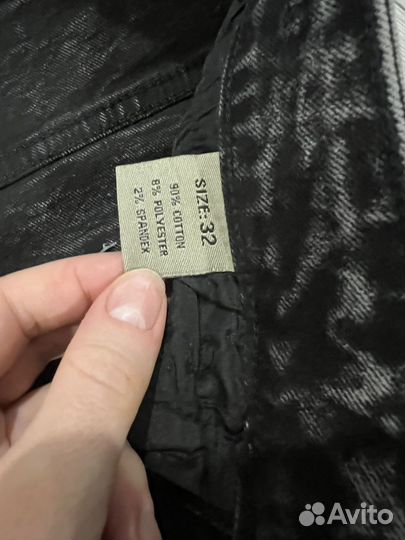 SIZE: 32
90% COTTON
8% POLYESTER
2% SPANDEX
Avito